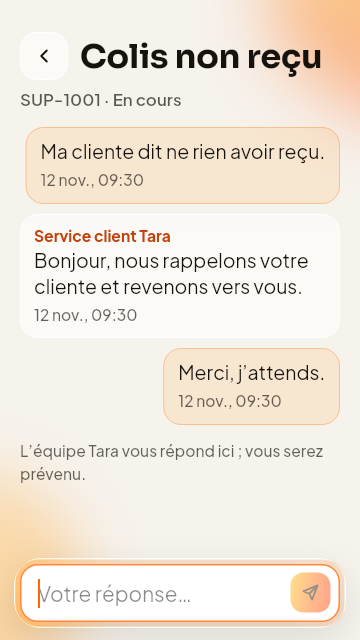 Colis non reçu
SUP-1001 · En cours
Ma cliente dit ne rien avoir reçu.
12 nov., 09:30
Service client Tara
Bonjour, nous rappelons votre
cliente et revenons vers vous.
12 nov., 09:30
Merci, j’attends.
12 nov., 09:30
L’équipe Tara vous répond ici ; vous serez
prévenu.
Votre réponse…